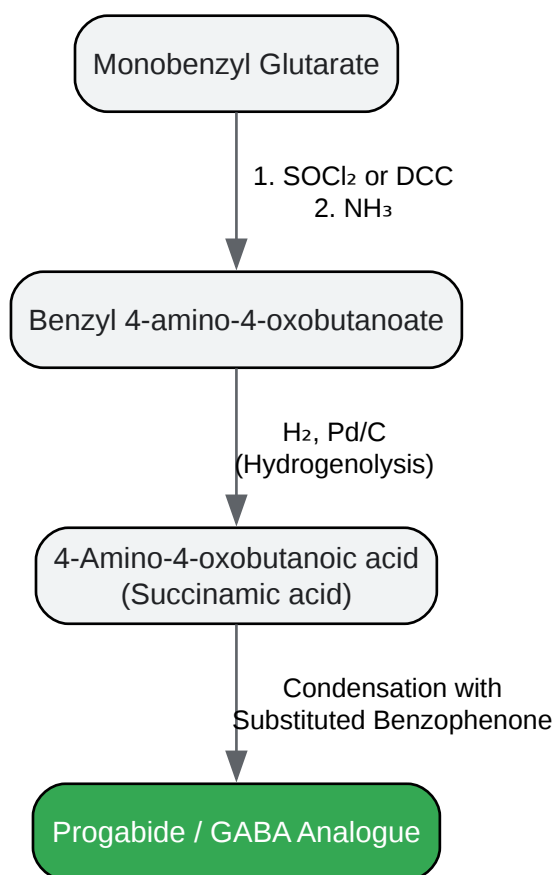 Monobenzyl Glutarate
1. SOCl₂ or DCC
2. NH₃
Benzyl 4-amino-4-oxobutanoate
H₂, Pd/C
(Hydrogenolysis)
4-Amino-4-oxobutanoic acid
(Succinamic acid)
Condensation with
Substituted Benzophenone
Progabide / GABA Analogue